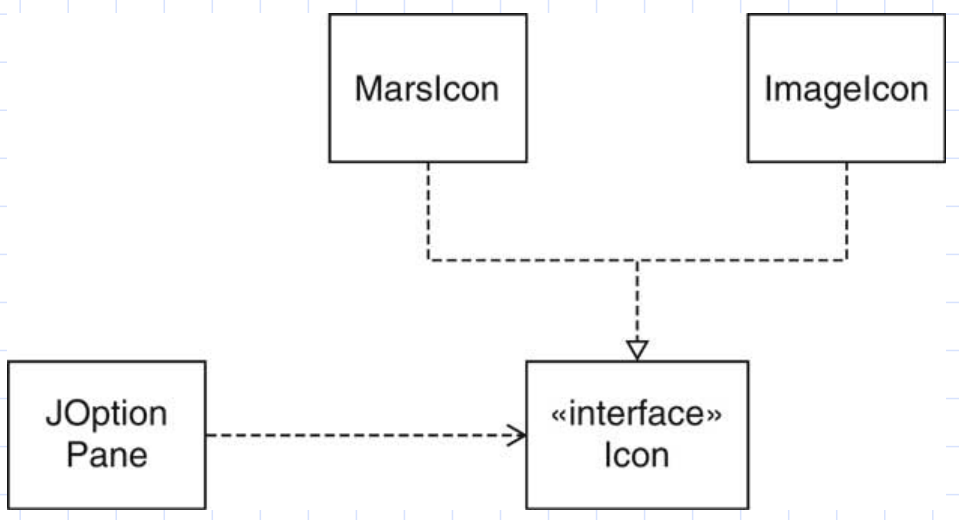 MarsIcon
ImageIcon
JOption
Pane
«interface»
Icon